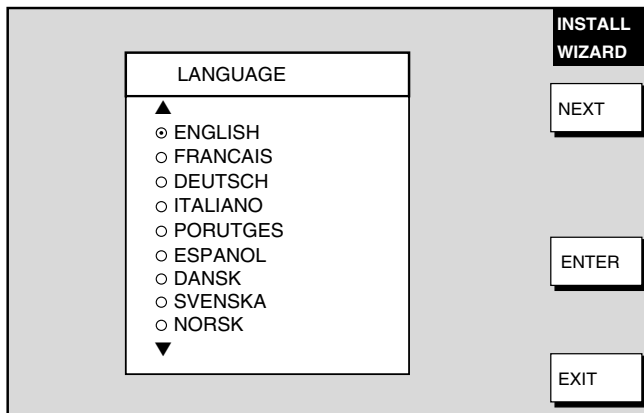 INSTALL
WIZARD
LANGUAGE
ENGLISH
FRANCAIS
DEUTSCH
ITALIANO
PORUTGES
ESPANOL
DANSK
SVENSKA
NORSK
NEXT
ENTER
EXIT